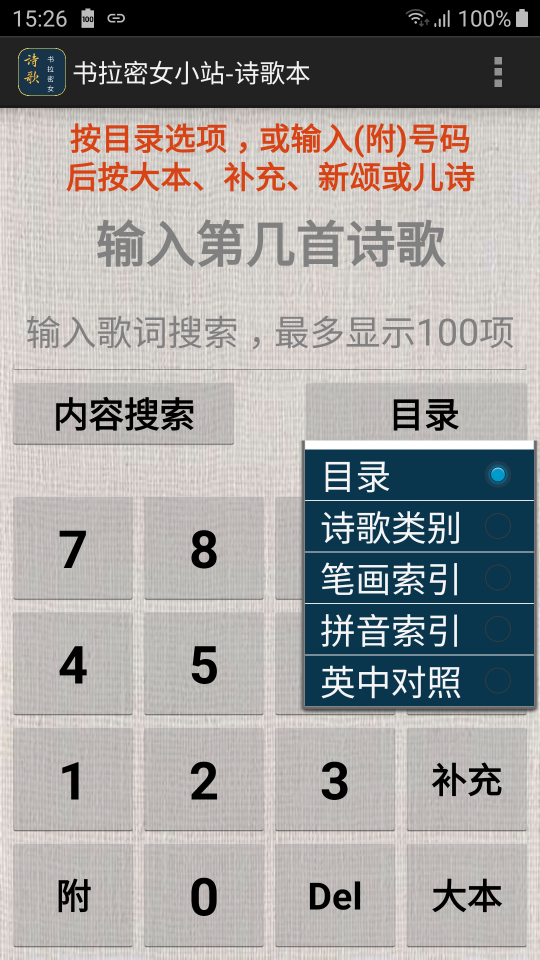 15:26
100
100%
诗歌
书拉密女
书拉密女小站-诗歌本
按目录选项，或输入(附)号码
后按大本、补充、新颂或儿诗
输入第几首诗歌
输入歌词搜索，最多显示100项
内容搜索
目录
目录
诗歌类别
笔画索引
拼音索引
英中对照
7
8
4
5
1
2
3
补充
附
0
Del
大本